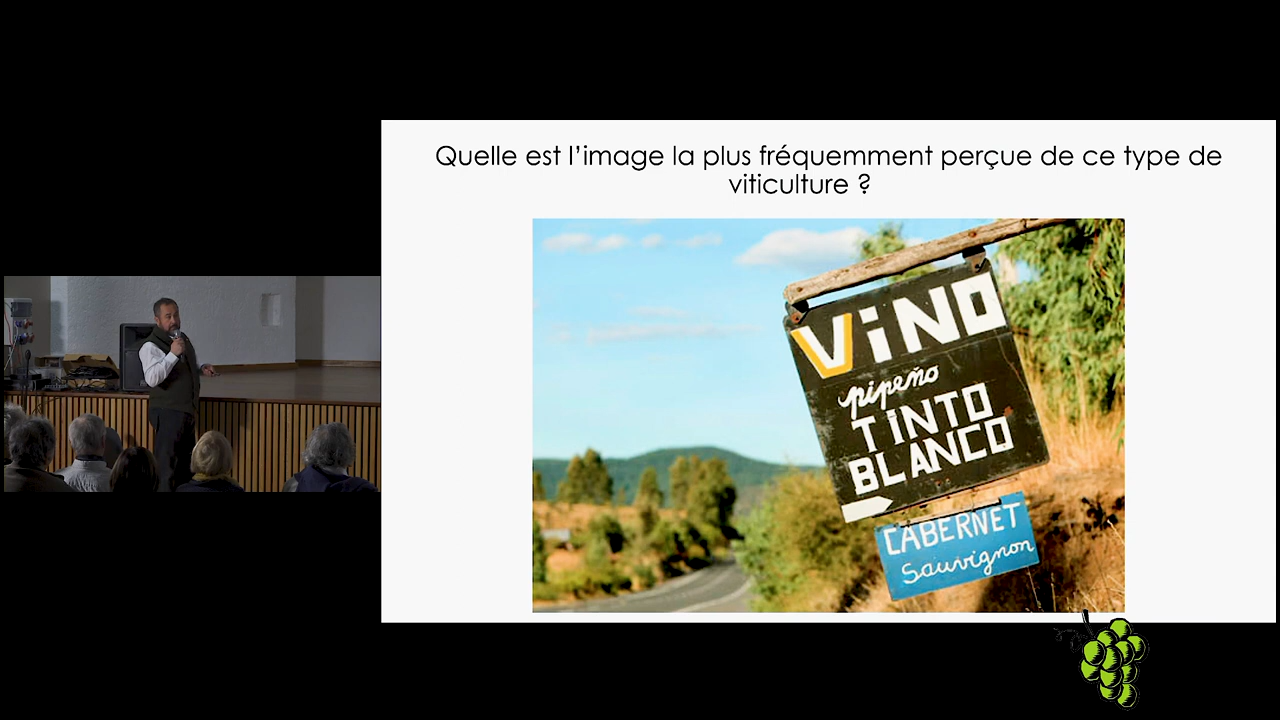 Quelle est l’image la plus fréquemment perçue de ce type de
viticulture ?
ViNO
pipeño
TINTO
BLANCO
CABERNET
Sauvignon